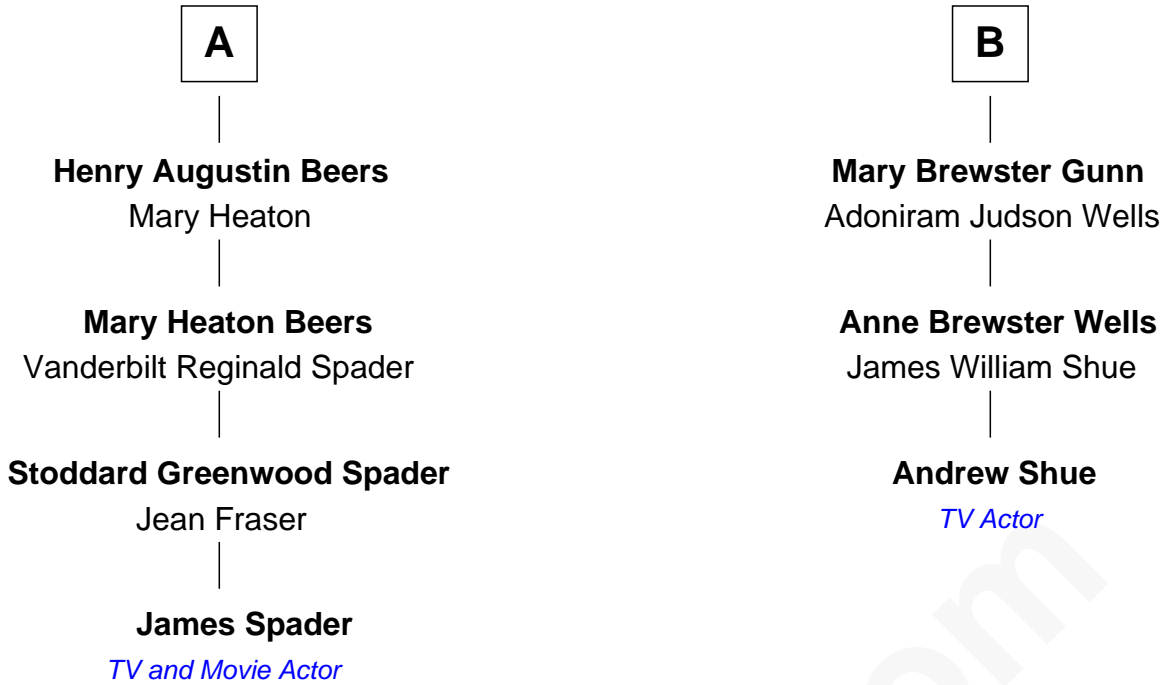 A
Henry Augustin Beers
Mary Heaton
Mary Heaton Beers
Vanderbilt Reginald Spader
Stoddard Greenwood Spader
Jean Fraser
James Spader
TV and Movie Actor
B
Mary Brewster Gunn
Adoniram Judson Wells
Anne Brewster Wells
James William Shue
Andrew Shue
TV Actor
om